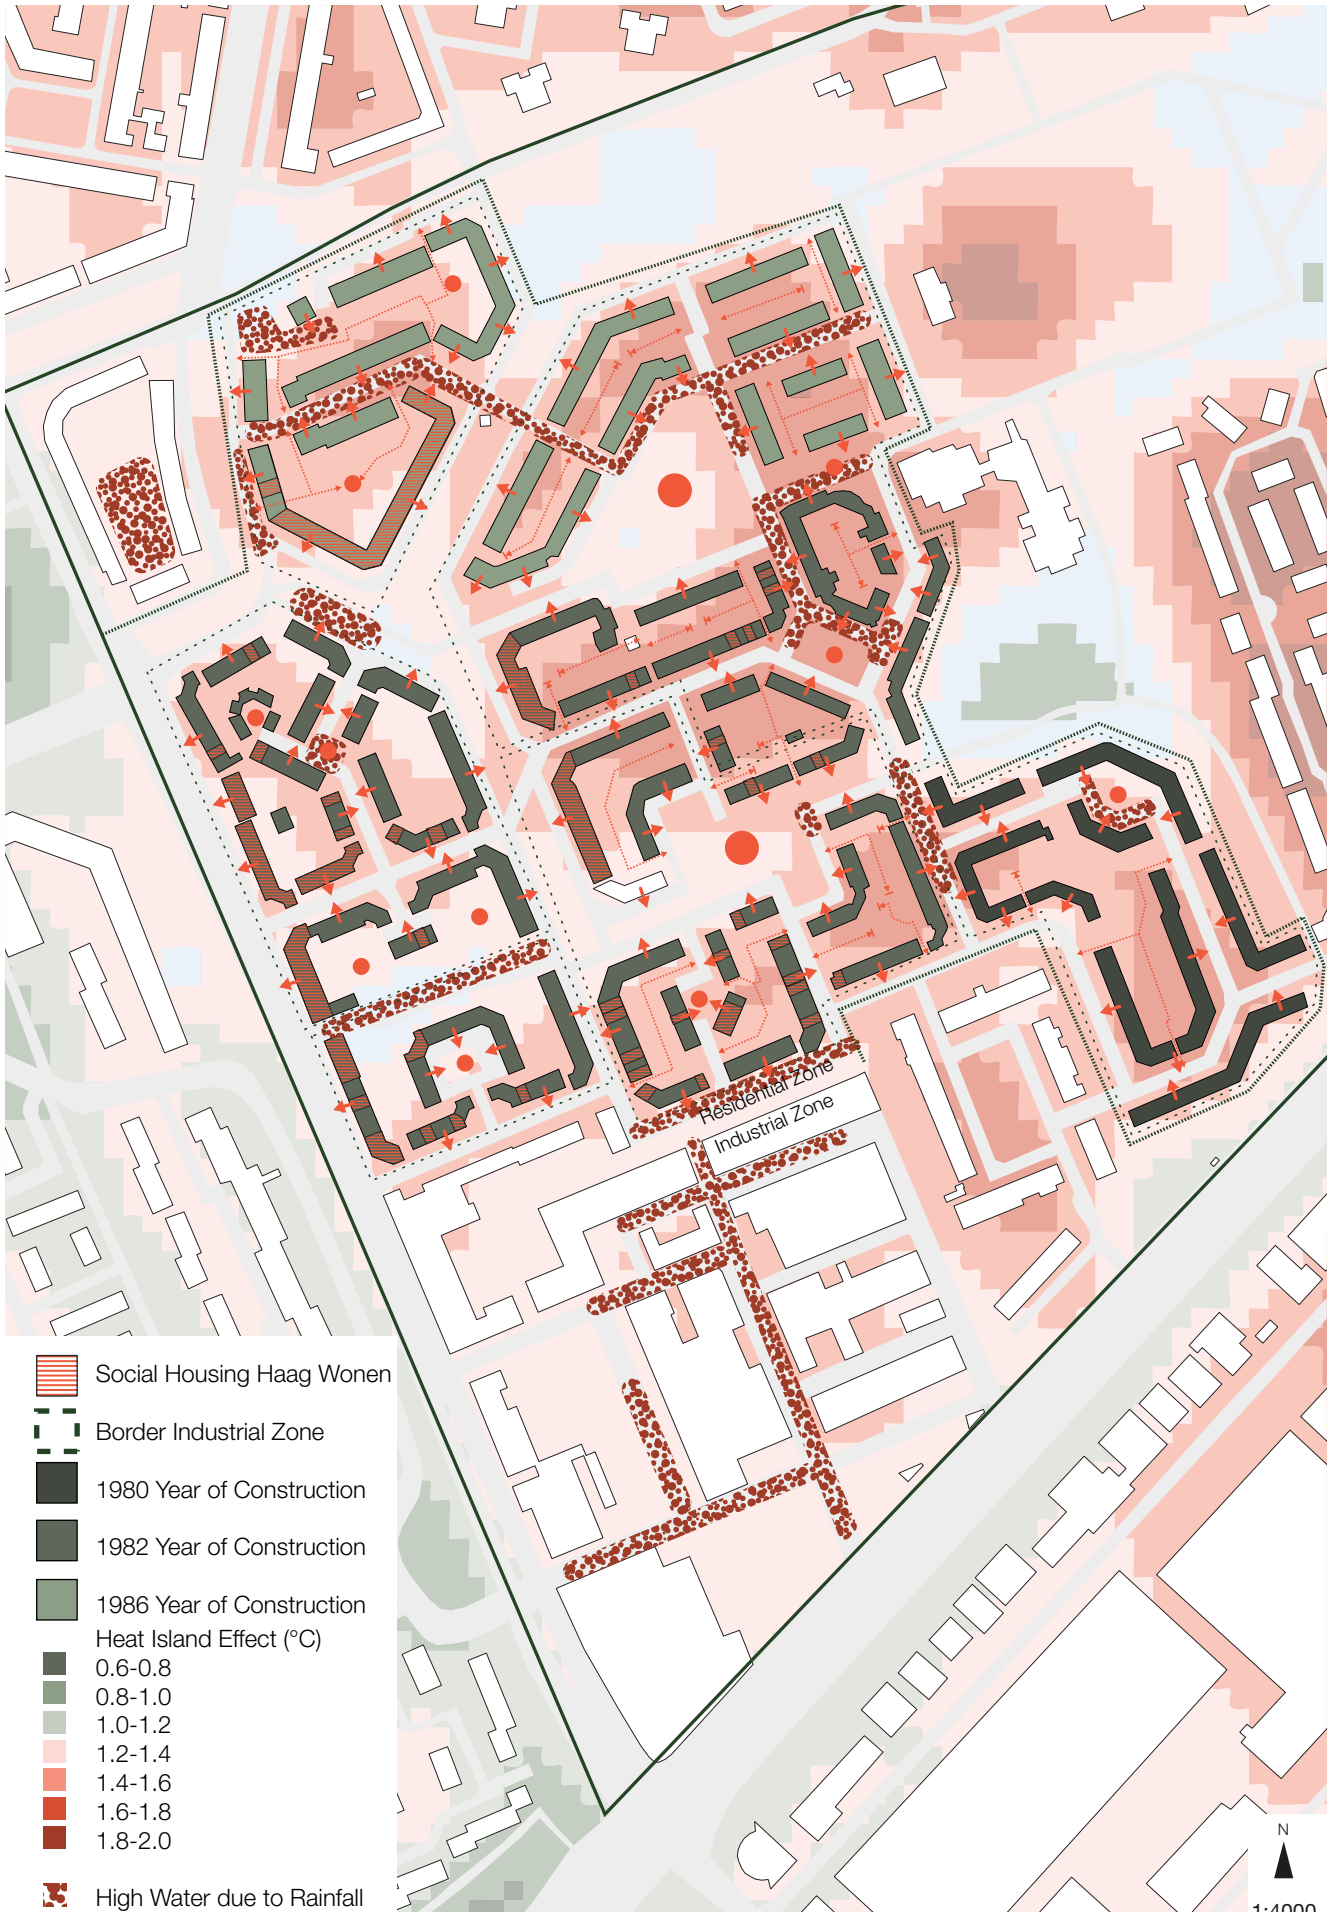 Residential Zone
Industrial Zone
Social Housing Haag Wonen
Border Industrial Zone
1980 Year of Construction
1982 Year of Construction
1986 Year of Construction
Heat Island Effect (°C)
0.6-0.8
0.8-1.0
1.0-1.2
1.2-1.4
1.4-1.6
1.6-1.8
1.8-2.0
High Water due to Rainfall
N
1:4000